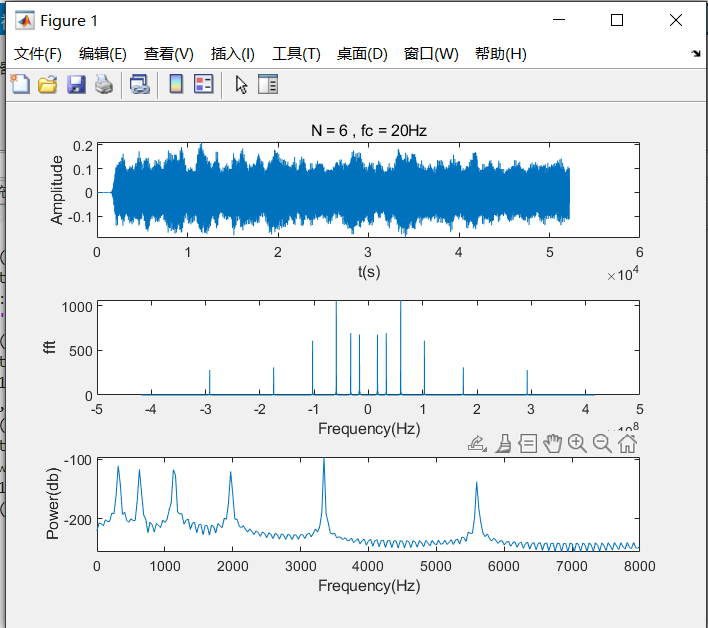 Figure 1
文件(F) 编辑(E) 查看(V) 插入(I) 工具(T) 桌面(D) 窗口(W) 帮助(H)
N = 6 , fc = 20Hz
Amplitude
0.2
0.1
0
-0.1
0 1 2 3 4 5 6
t(s)
×10^4
fft
1000
500
0
-5 -4 -3 -2 -1 0 1 2 3 4 5
Frequency(Hz)
Power(db)
-100
-200
0 1000 2000 3000 4000 5000 6000 7000 8000
Frequency(Hz)